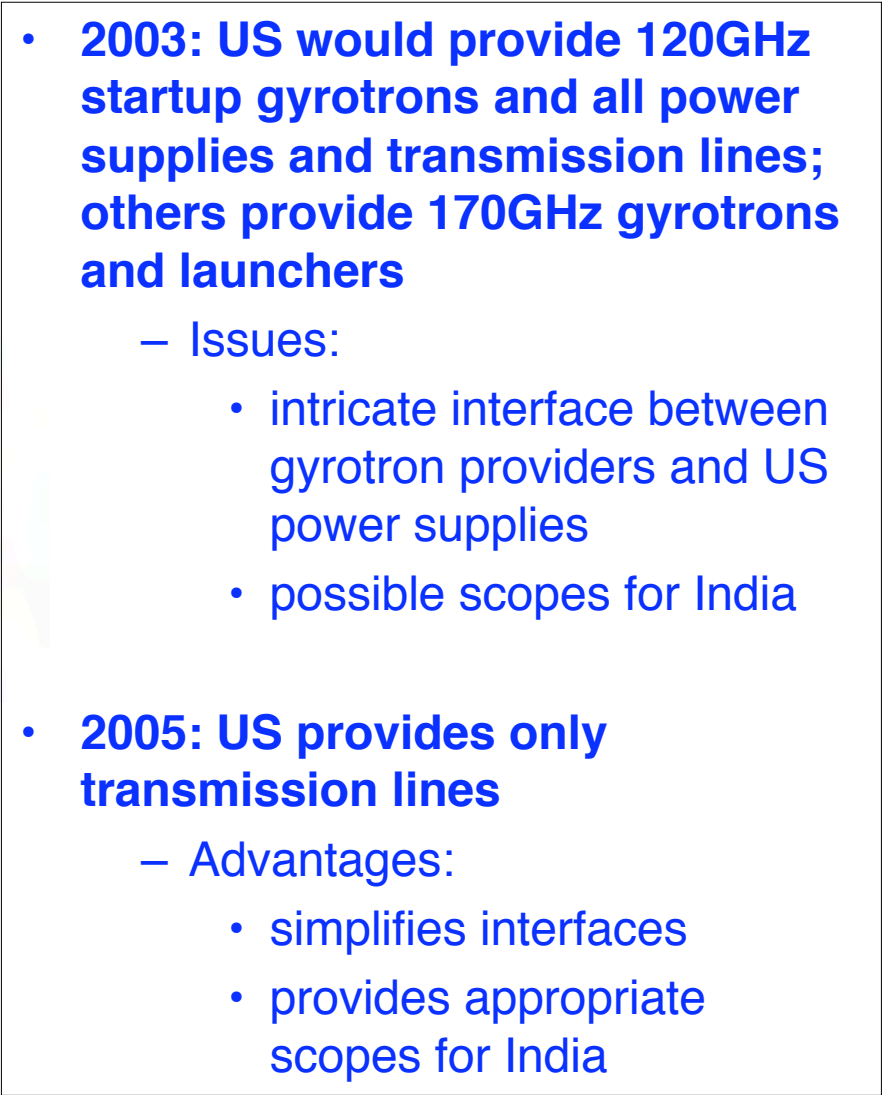 • 2003: US would provide 120GHz
startup gyrotrons and all power
supplies and transmission lines;
others provide 170GHz gyrotrons
and launchers
– Issues:
• intricate interface between
gyrotron providers and US
power supplies
• possible scopes for India
• 2005: US provides only
transmission lines
– Advantages:
• simplifies interfaces
• provides appropriate
scopes for India